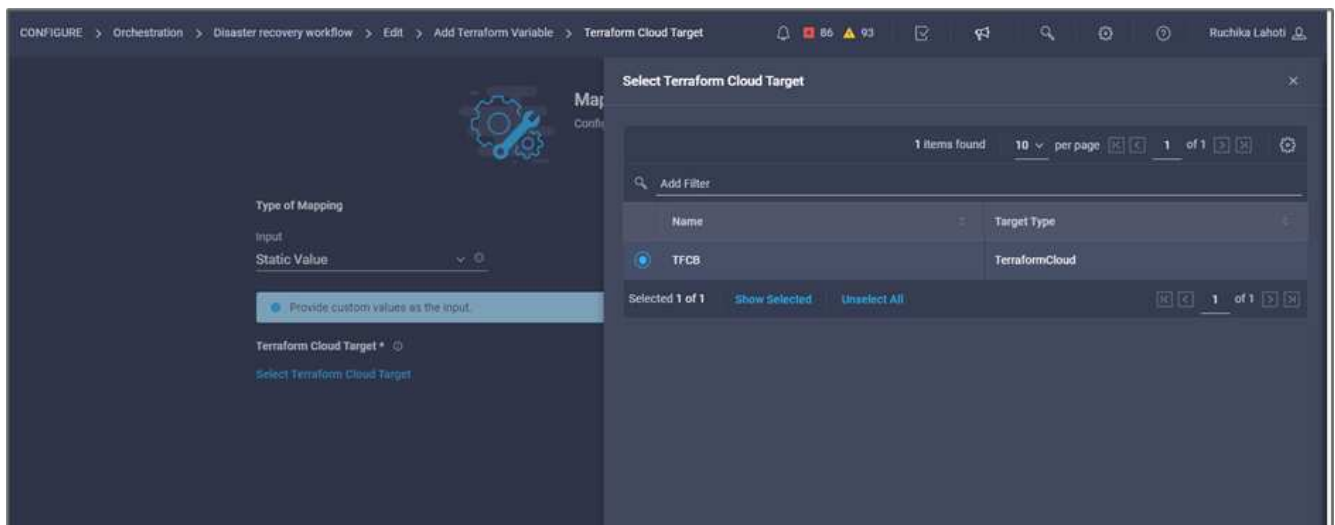 CONFIGURE > Orchestration > Disaster recovery workflow > Edit > Add Terraform Variable > Terraform Cloud Target 86 93 Ruchika Lahoti
Select Terraform Cloud Target
Map
Confi
1 items found 10 per page 1 of 1
Add Filter
Type of Mapping
Name Target Type
Input
Static Value
TFCB TerraformCloud
Selected 1 of 1 Show Selected Unselect All 1 of 1
Provide custom values as the input.
Terraform Cloud Target *
Select Terraform Cloud Target